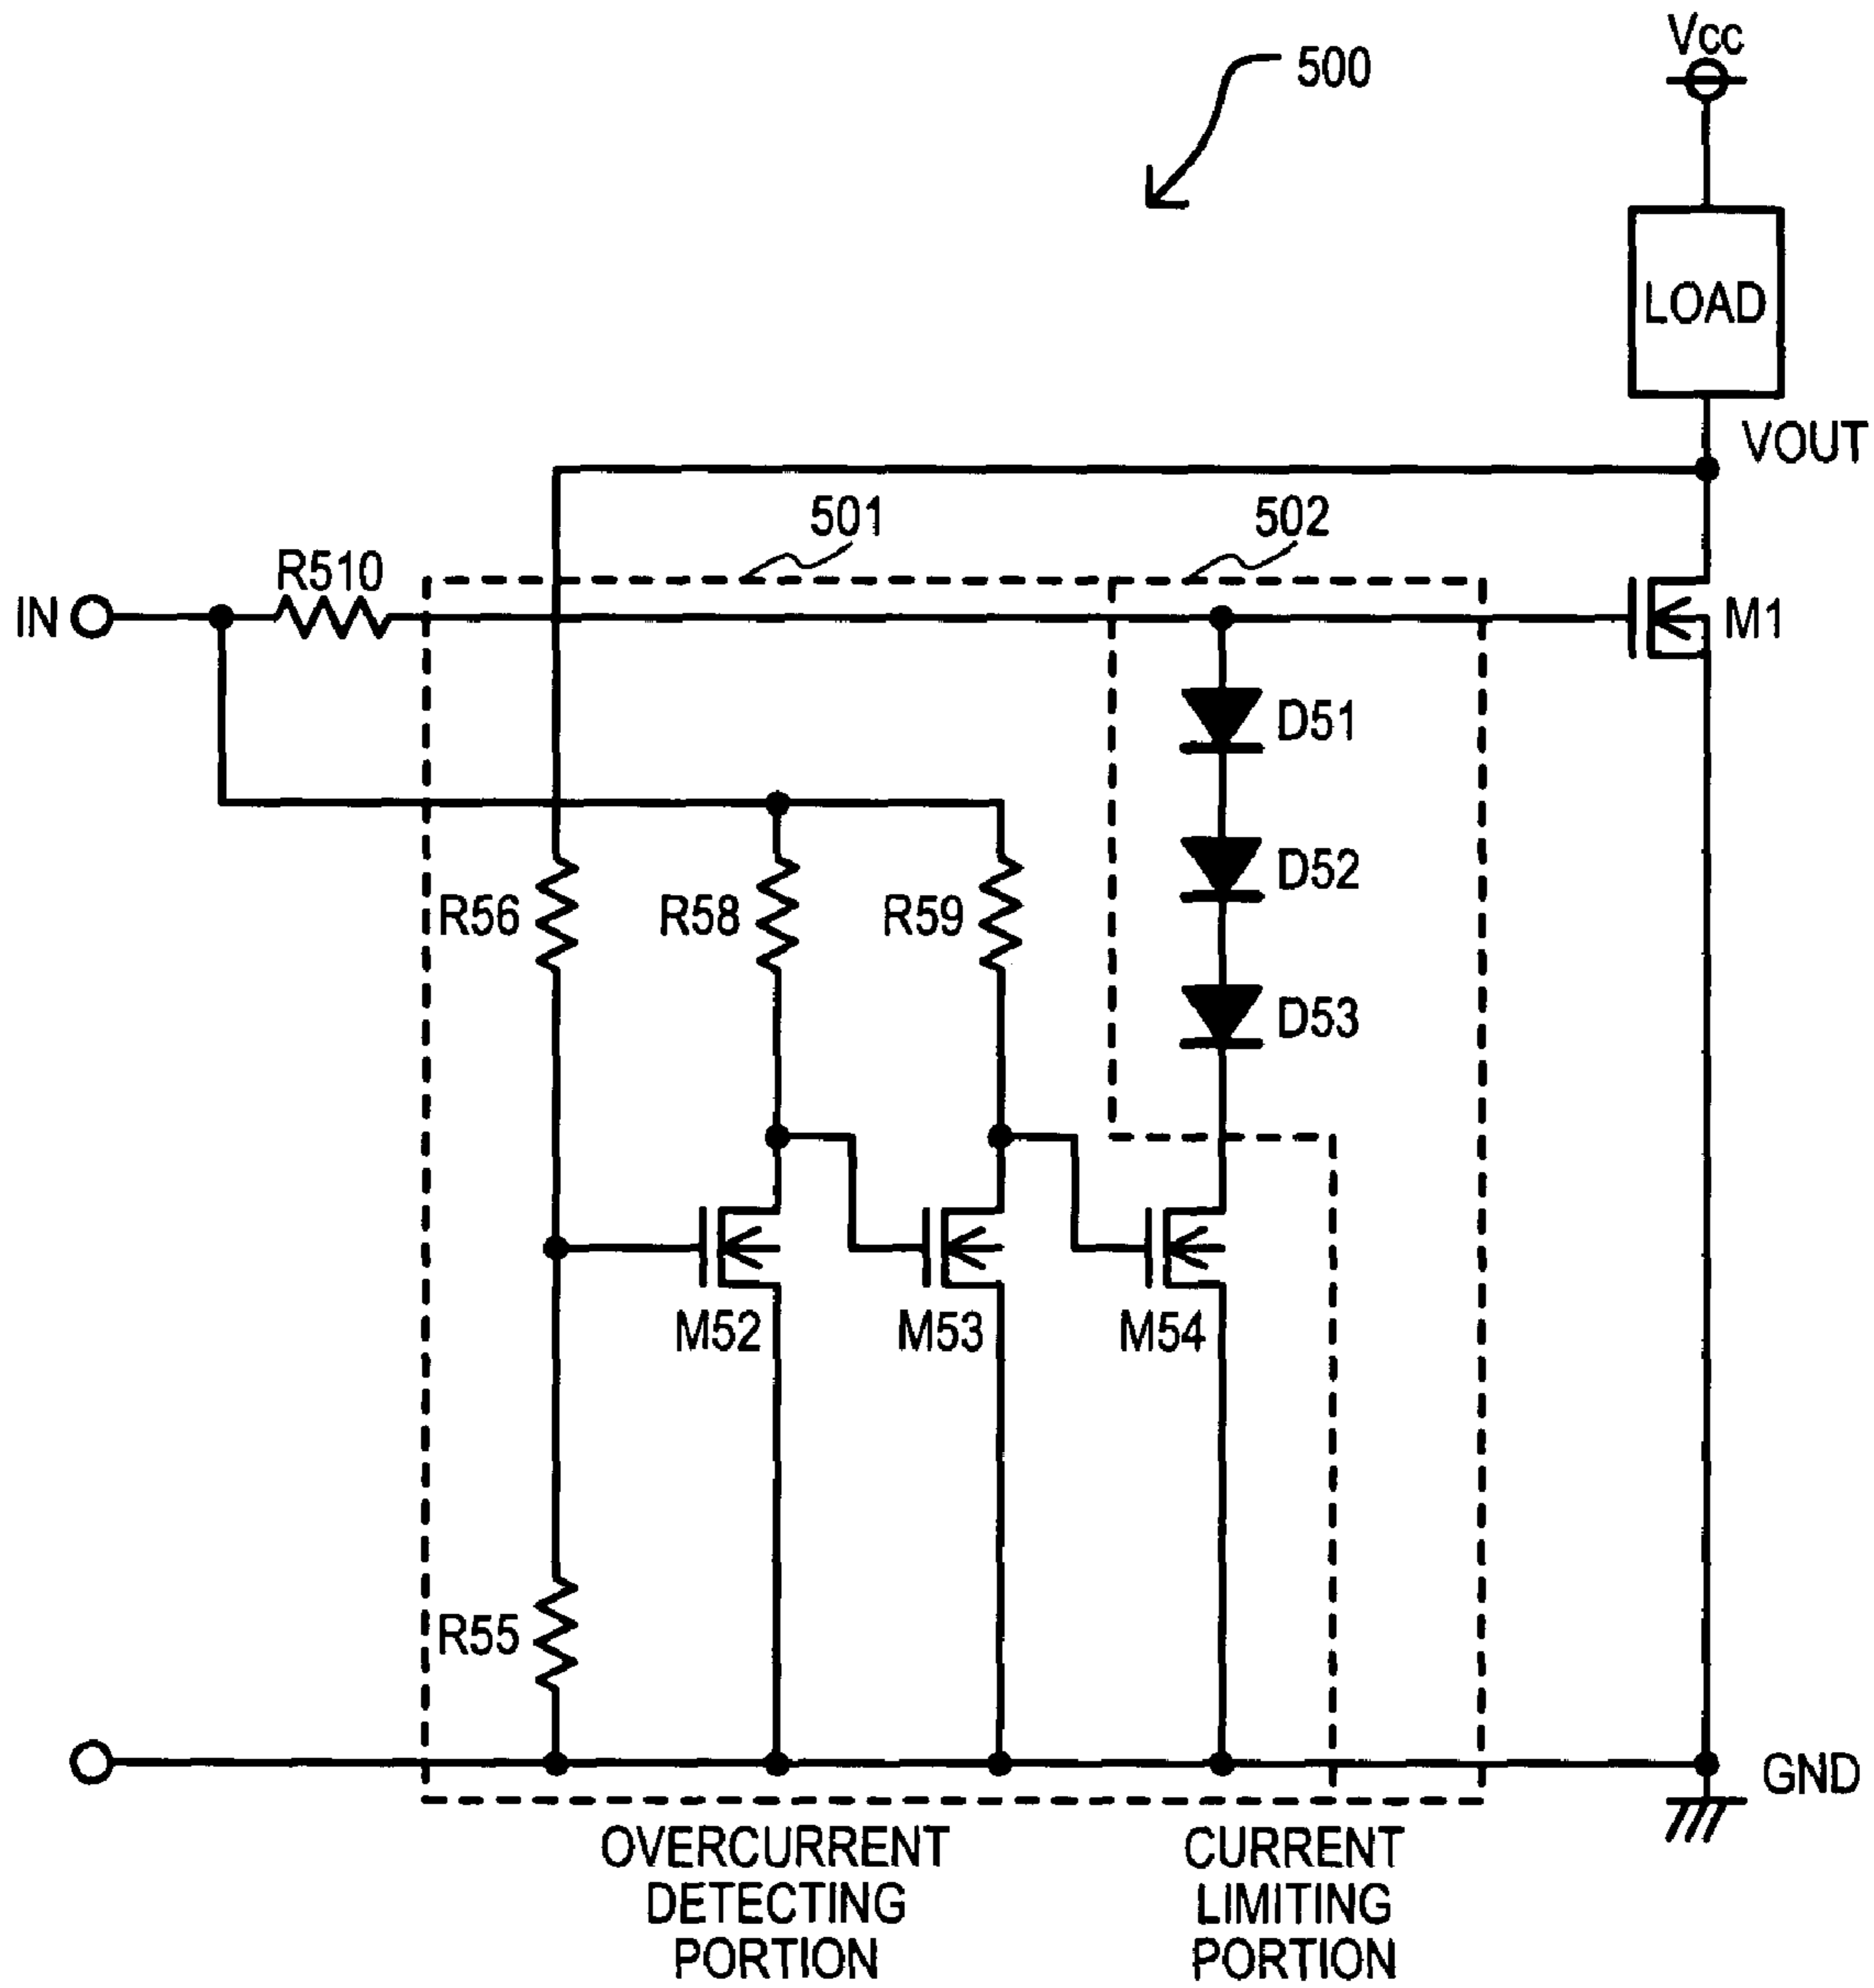 Vcc
500
LOAD
VOUT
501
502
R510
IN
M1
D51
D52
R56
R58
R59
D53
M52
M53
M54
R55
GND
OVERCURRENT
DETECTING
PORTION
CURRENT
LIMITING
PORTION